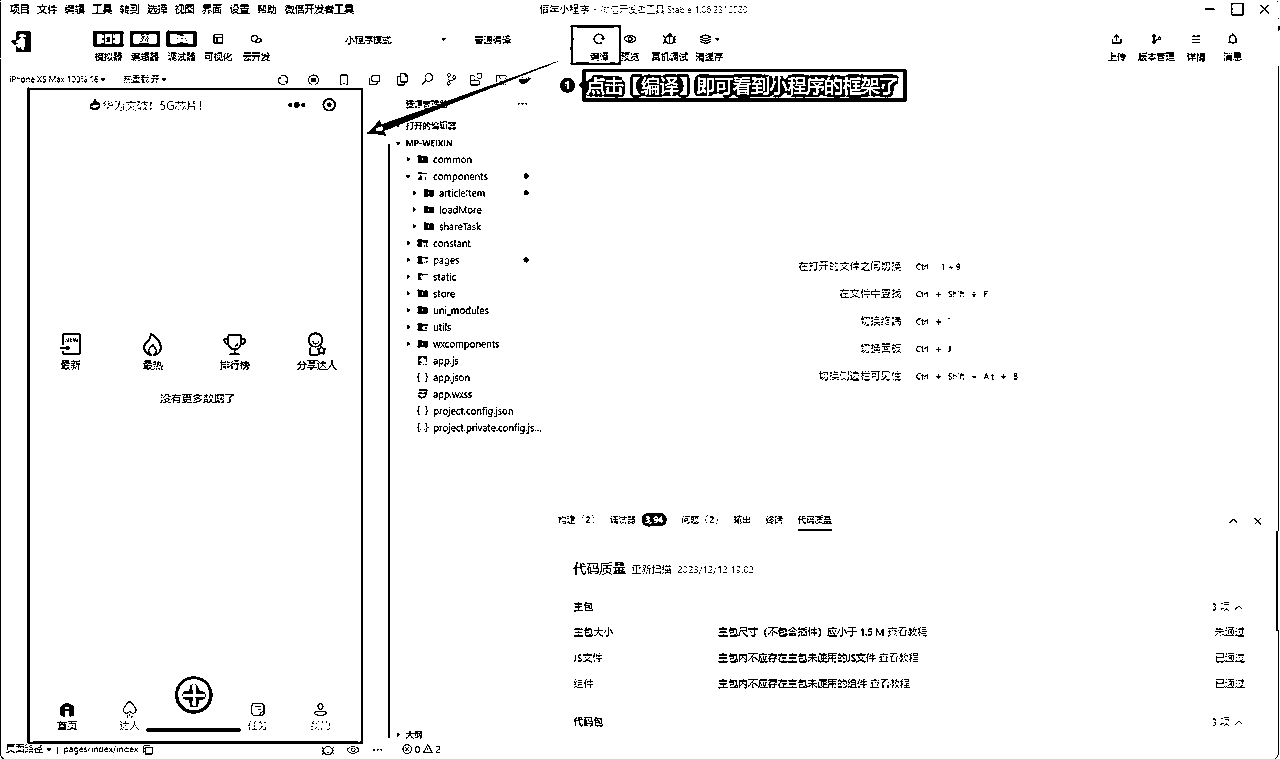 项目 文件 编辑 工具 转到 选择 视图 界面 设置 帮助 微信开发者工具
小程序 - 微信开发者工具 Stable
模拟器 编辑器 调试器 可视化 云开发
小程序模式
普通编译
编译 预览 真机调试 清缓存
上传 版本管理 详情 消息
❶ 点击【编译】即可看到小程序的框架了
iPhone XS Max 100% 16
热重载 开
华为突破! 5G芯片!
最新 最热 排行榜 分享达人
没有更多数据了
首页 达人 任务 我的
页面路径 | pages/index/index
资源管理器
打开的编辑器
MP-WEIXIN
common
components
articleItem
loadMore
shareTask
constant
pages
static
store
uni_modules
utils
wxcomponents
app.js
{ } app.json
app.wxss
{ } project.config.json
{ } project.private.config.js...
大纲
0 2
在打开的文件之间切换 Ctrl 1 ~ 9
在文件中查找 Ctrl + Shift + F
切换终端 Ctrl + `
切换面板 Ctrl + J
切换侧边栏可见性 Ctrl + Shift + Alt + B
构建 (2) 调试器 3,94 问题 (2) 输出 终端 代码质量
代码质量 重新扫描
主包 3 项
主包大小 主包尺寸（不包含插件）应小于 1.5 M 查看教程 未通过
JS文件 主包内不应存在主包未使用的JS文件 查看教程 已通过
组件 主包内不应存在主包未使用的组件 查看教程 已通过
代码包 3 项